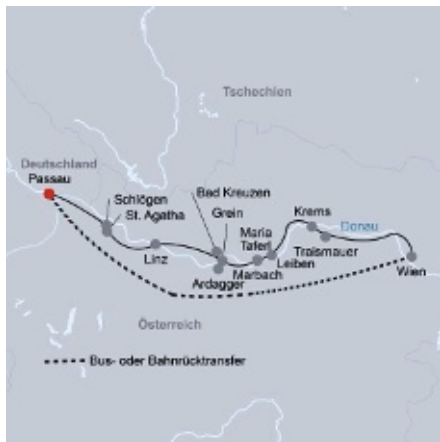 Tschechien
Deutschland
Passau
Schlögen
St. Agatha
Bad Kreuzen
Grein
Linz
Ardagger
Maria
Taferl
Marbach
Leiben
Krems
Donau
Traismauer
Wien
Österreich
Bus- oder Bahnrücktransfer